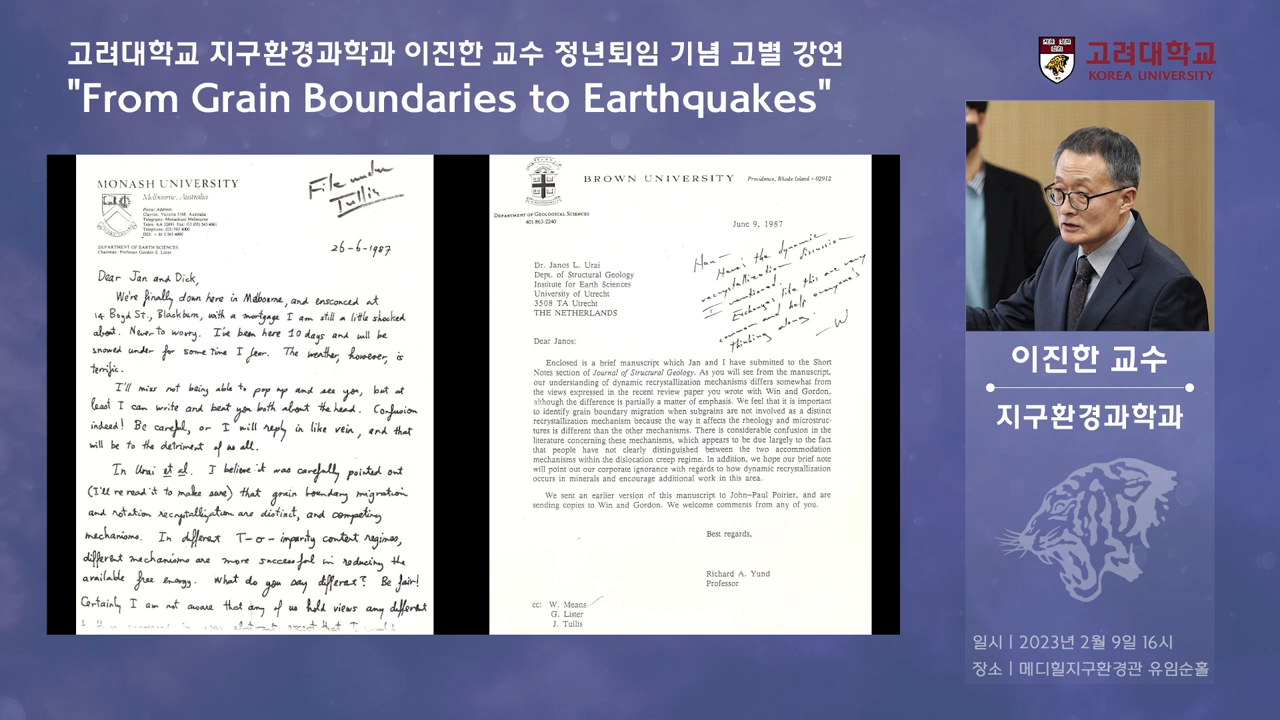 고려대학교 지구환경과학과 이진한 교수 정년퇴임 기념 고별 강연
"From Grain Boundaries to Earthquakes"
고려대학교
KOREA UNIVERSITY
MONASH UNIVERSITY
Melbourne, Australia
File under
Tullis
DEPARTMENT OF EARTH SCIENCES
Chairman: Professor Gordon S. Lister
26-6-1987
Dear Jan and Dick,
We're finally down here in Melbourne, and ensconced at
14 Boyd St., Blackburn, with a mortgage I am still a little shocked
about. Never to worry. I've been here 10 days and will be
snowed under for some time I fear. The weather, however, is
terrific.
I'll miss not being able to pop up and see you, but at
least I can write and beat you both about the head. Confusion
indeed! Be careful, or I will reply in like vein, and that
will be to the detriment of us all.
In Urai et al. I believe it was carefully pointed out
(I'll re read it to make sure) that grain boundary migration
and rotation recrystallization are distinct, and competing
mechanisms. In different T-σ- impurity content regimes,
different mechanisms are more successful in reducing the
available free energy. What do you say different? Be fair!
Certainly I am not aware that any of us hold views any different
BROWN UNIVERSITY Providence, Rhode Island • 02912
DEPARTMENT OF GEOLOGICAL SCIENCES
401 863-2240
June 9, 1987
Han—
Here's the dynamic
recrystallization discussion
I mentioned.
Exchanges like this are very
common and help everyone's
thinking along.
—W
Dr. Janos L. Urai
Dept. of Structural Geology
Institute for Earth Sciences
University of Utrecht
3508 TA Utrecht
THE NETHERLANDS
Dear Janos:
Enclosed is a brief manuscript which Jan and I have submitted to the Short
Notes section of Journal of Structural Geology. As you will see from the manuscript,
our understanding of dynamic recrystallization mechanisms differs somewhat from
the views expressed in the recent review paper you wrote with Win and Gordon,
although the difference is partially a matter of emphasis. We feel that it is important
to identify grain boundary migration when subgrains are not involved as a distinct
recrystallization mechanism because the way it affects the rheology and microstruc-
tures is different than the other mechanisms. There is considerable confusion in the
literature concerning these mechanisms, which appears to be due largely to the fact
that people have not clearly distinguished between the two accommodation
mechanisms within the dislocation creep regime. In addition, we hope our brief note
will point out our corporate ignorance with regards to how dynamic recrystallization
occurs in minerals and encourage additional work in this area.
We sent an earlier version of this manuscript to John-Paul Poirier, and are
sending copies to Win and Gordon. We welcome comments from any of you.
Best regards,
Richard A. Yund
Professor
cc: W. Means
G. Lister
J. Tullis
이진한 교수
지구환경과학과
일시 | 2023년 2월 9일 16시
장소 | 메디힐지구환경관 유임순홀